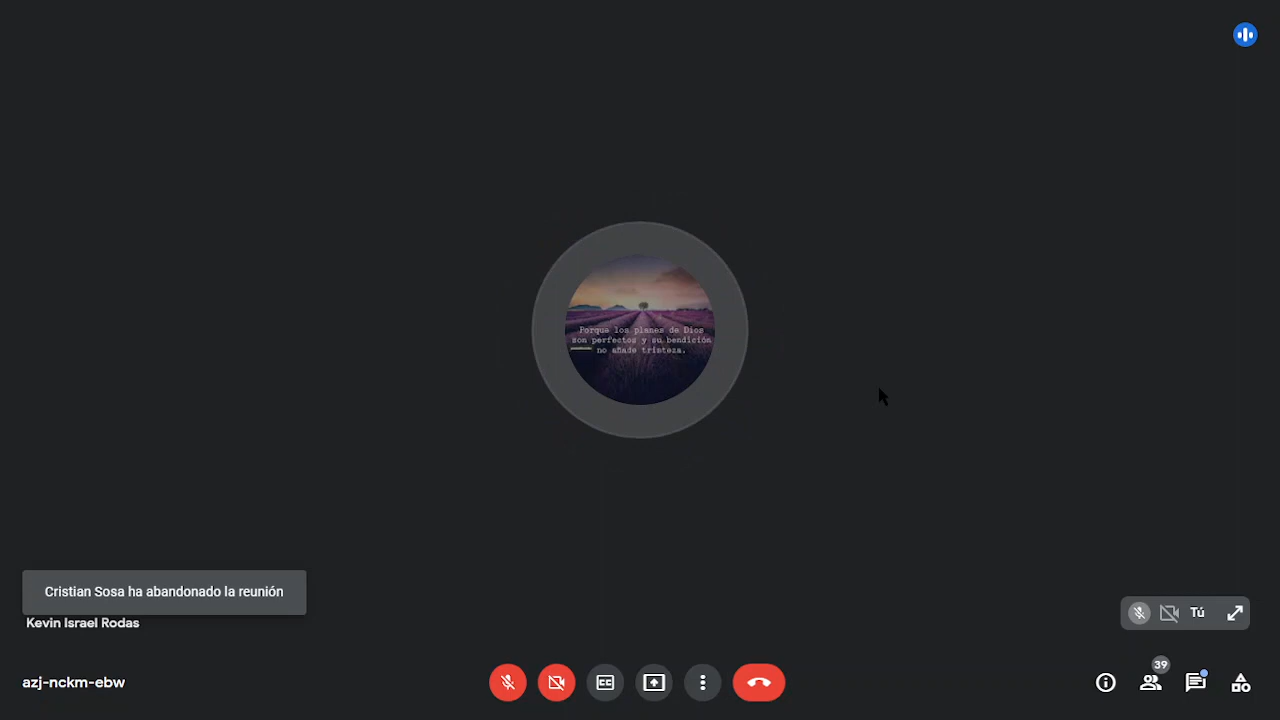 Porque los planes de Dios
son perfectos y su bendición
no añade tristeza.
Cristian Sosa ha abandonado la reunión
Kevin Israel Rodas
Tú
azj-nckm-ebw
CC
39